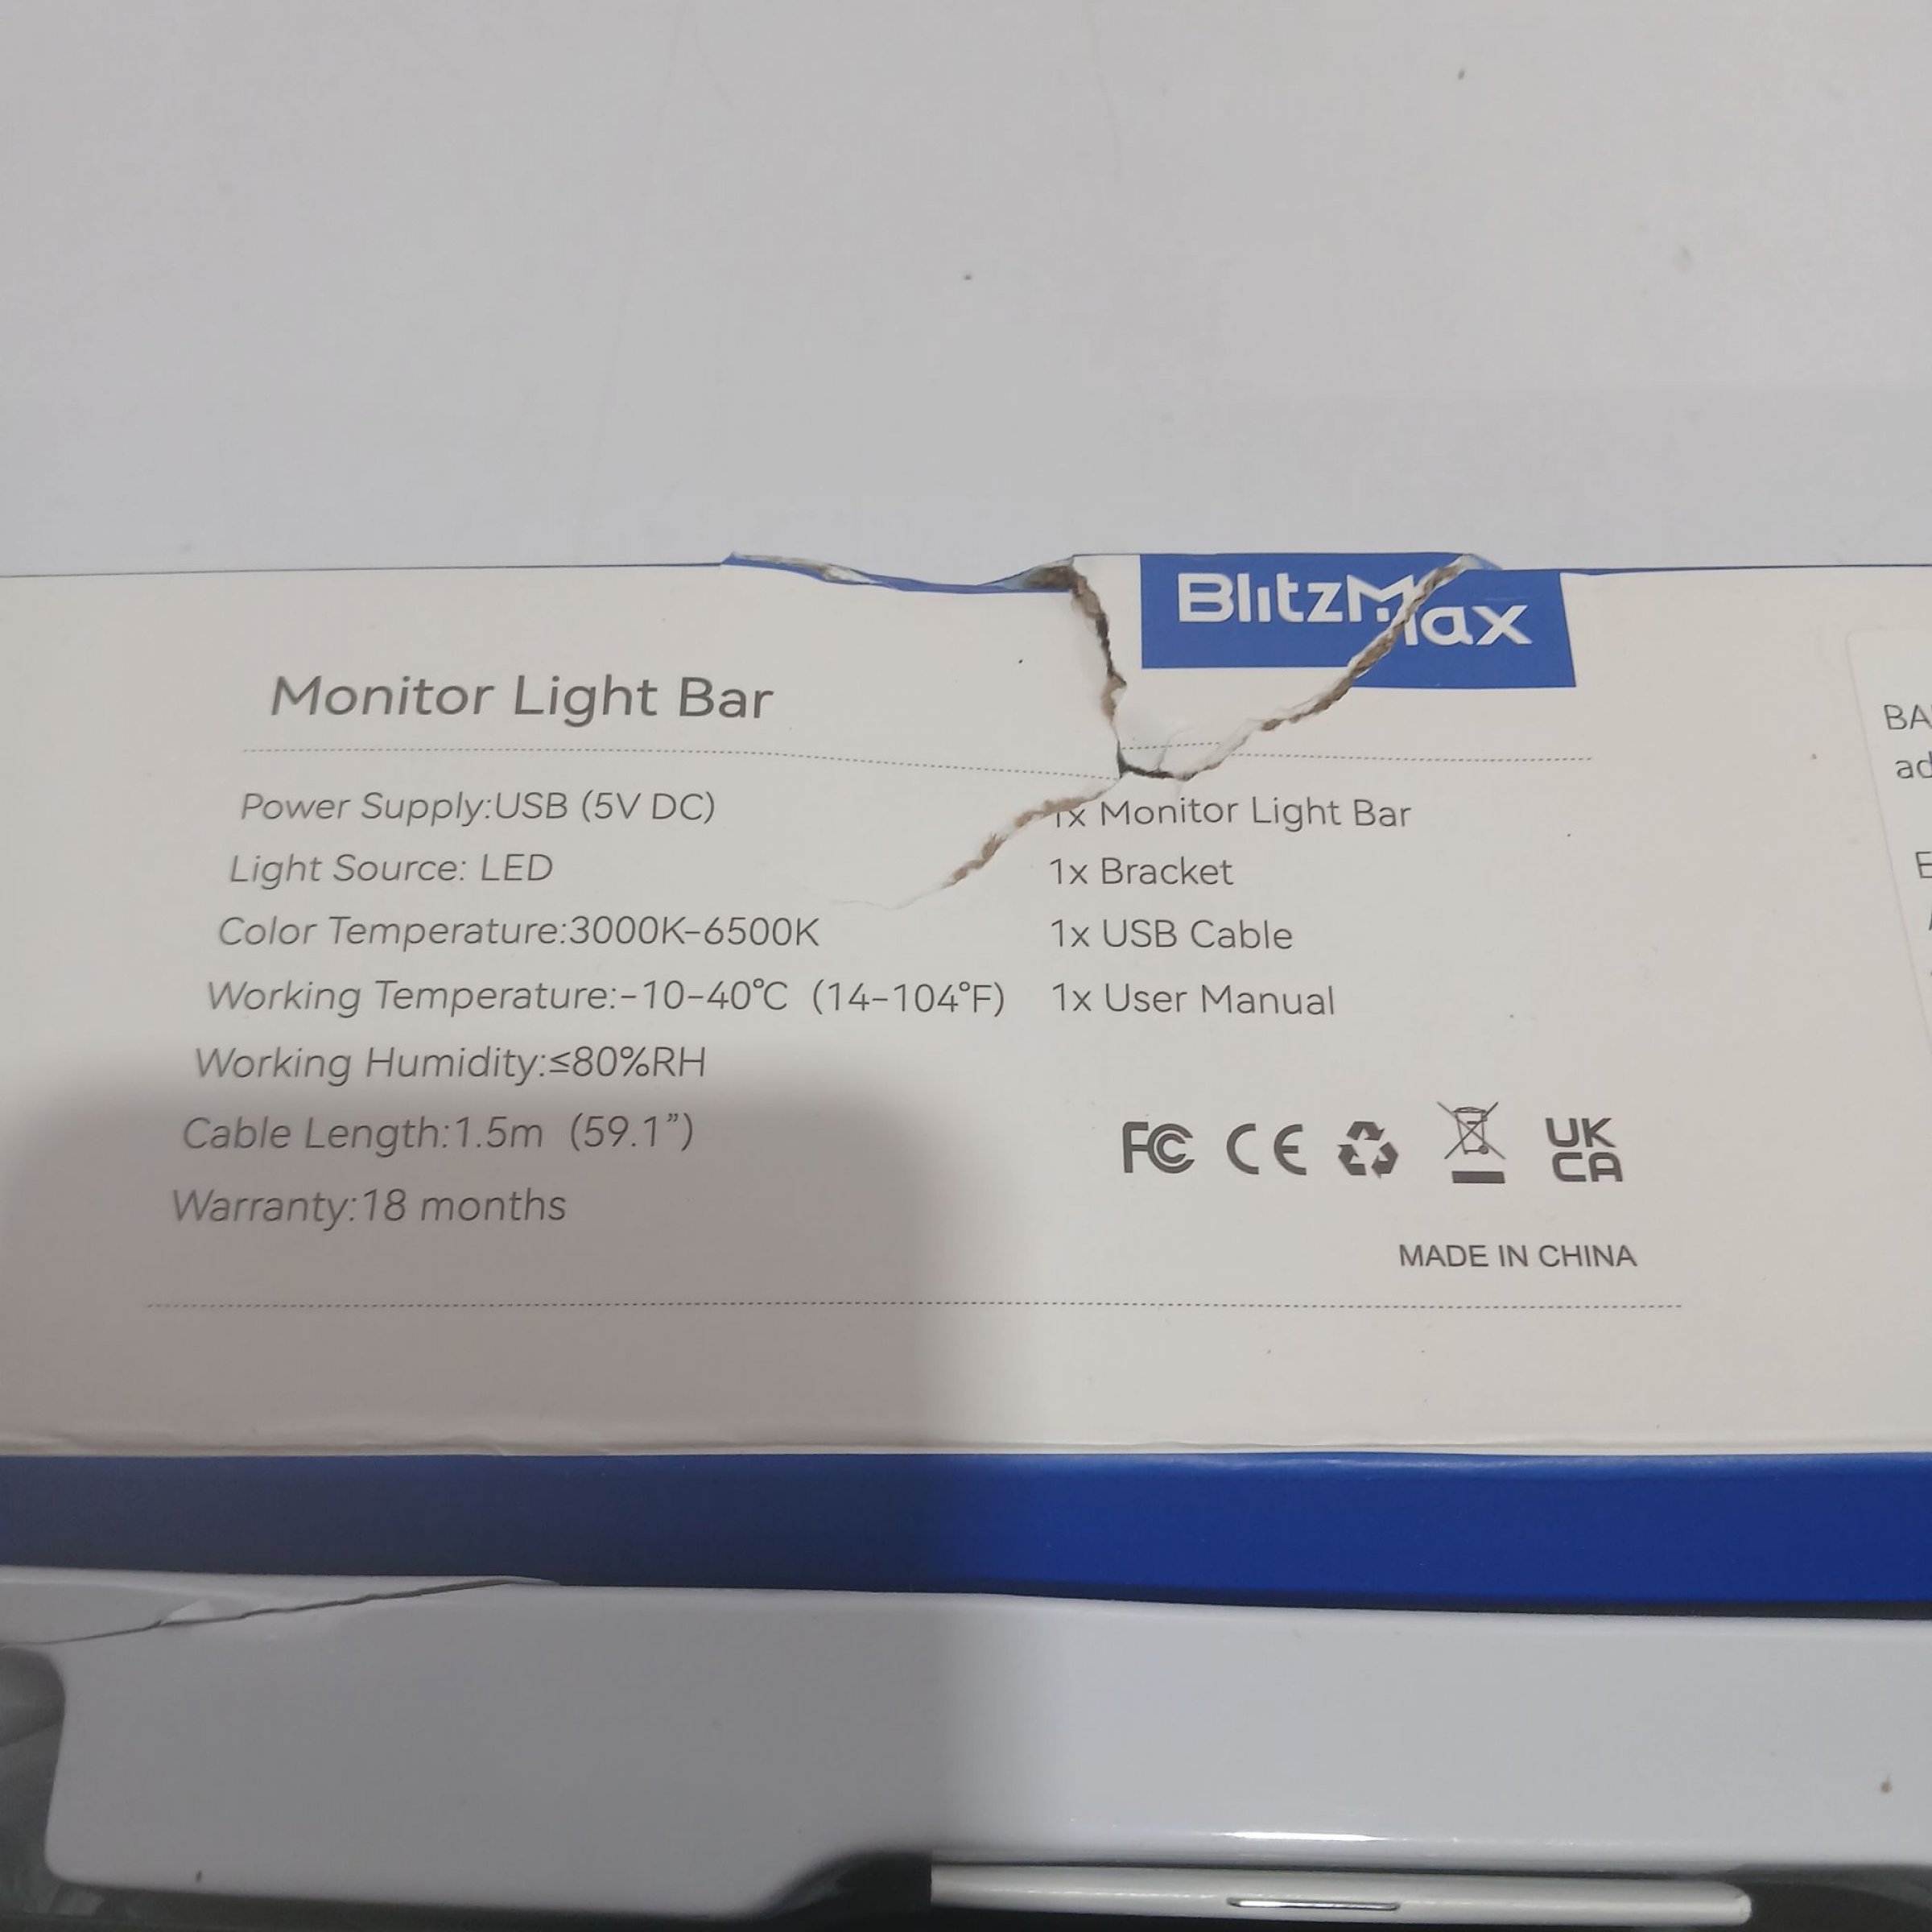 BlitzMax
Monitor Light Bar
Power Supply:USB (5V DC)
Light Source: LED
Color Temperature:3000K-6500K
Working Temperature:-10-40°C (14-104°F)
Working Humidity:≤80%RH
Cable Length:1.5m (59.1”)
Warranty:18 months
1x Monitor Light Bar
1x Bracket
1x USB Cable
1x User Manual
FC CE UK
CA
MADE IN CHINA